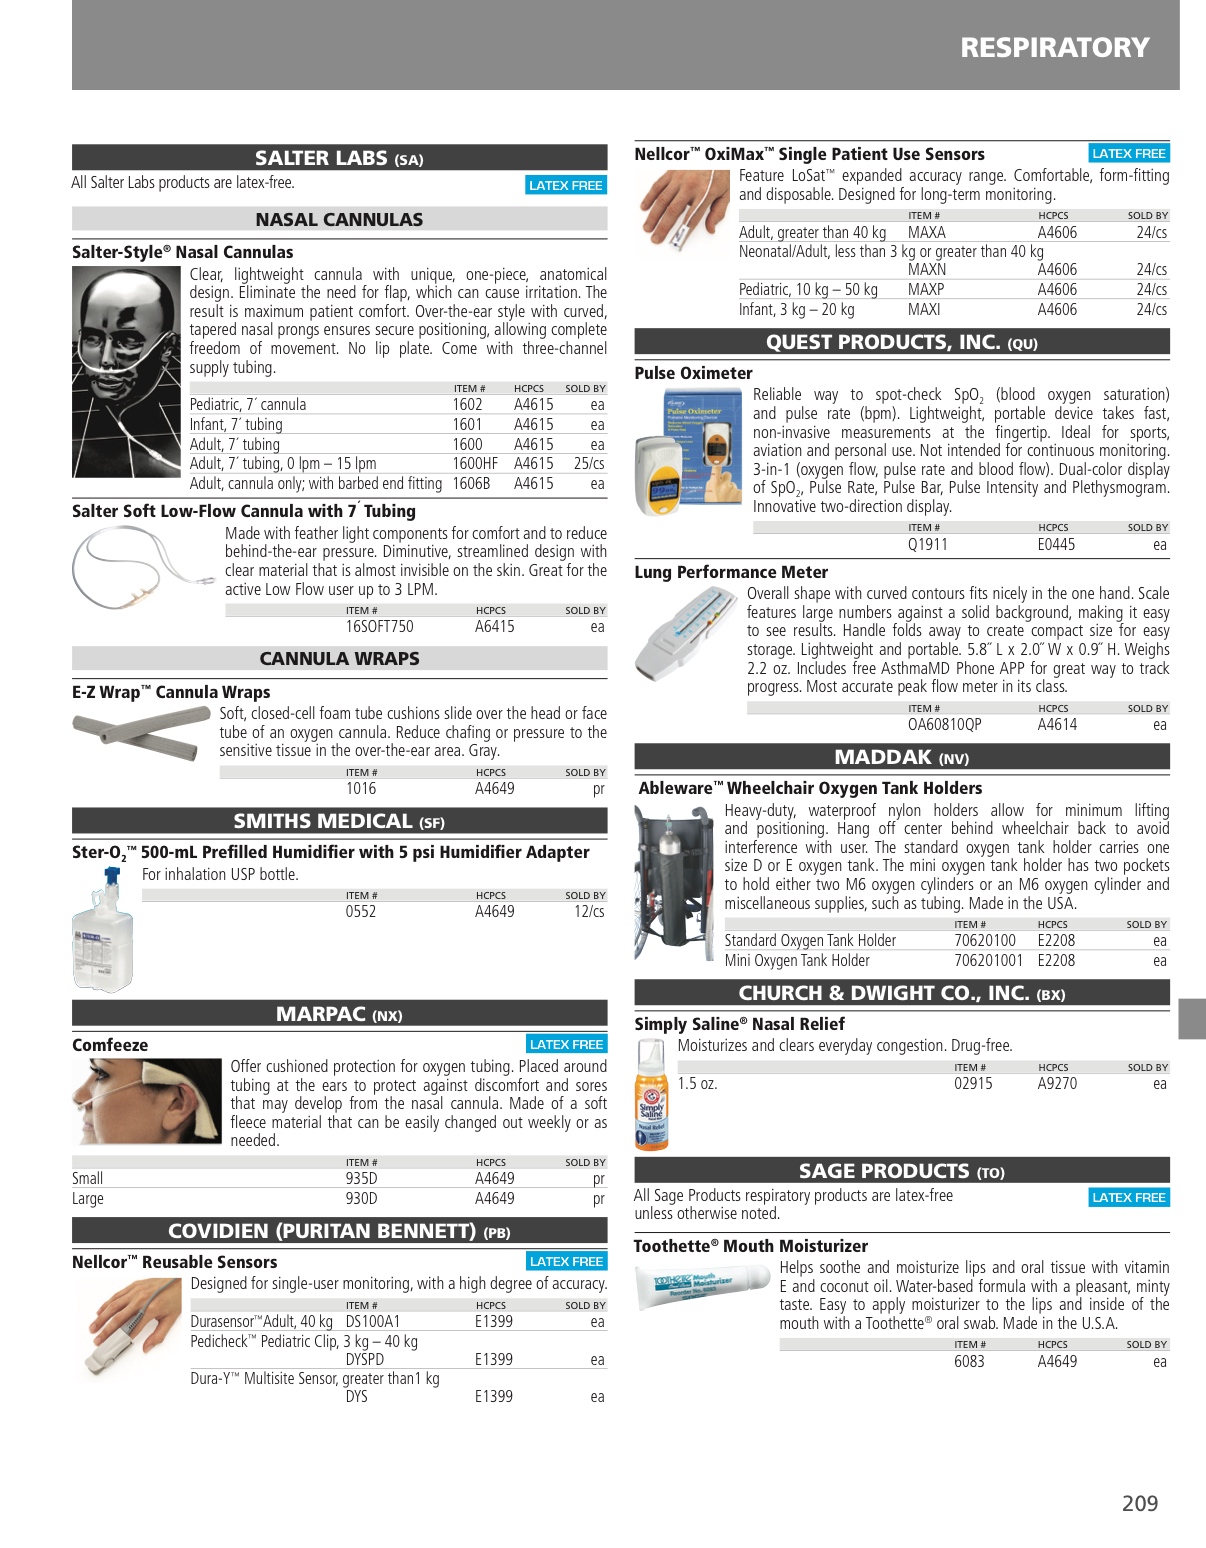 RESPIRATORY
SALTER LABS (SA)
All Salter Labs products are latex-free.
LATEX FREE
NASAL CANNULAS
Salter-Style® Nasal Cannulas
Clear, lightweight cannula with unique, one-piece, anatomical
design. Eliminate the need for flap, which can cause irritation. The
result is maximum patient comfort. Over-the-ear style with curved,
tapered nasal prongs ensures secure positioning, allowing complete
freedom of movement. No lip plate. Come with three-channel
supply tubing.
ITEM # HCPCS SOLD BY
Pediatric, 7´ cannula 1602 A4615 ea
Infant, 7´ tubing 1601 A4615 ea
Adult, 7´ tubing 1600 A4615 ea
Adult, 7´ tubing, 0 lpm – 15 lpm 1600HF A4615 25/cs
Adult, cannula only; with barbed end fitting 1606B A4615 ea
Salter Soft Low-Flow Cannula with 7´ Tubing
Made with feather light components for comfort and to reduce
behind-the-ear pressure. Diminutive, streamlined design with
clear material that is almost invisible on the skin. Great for the
active Low Flow user up to 3 LPM.
ITEM # HCPCS SOLD BY
16SOFT750 A6415 ea
CANNULA WRAPS
E-Z Wrap™ Cannula Wraps
Soft, closed-cell foam tube cushions slide over the head or face
tube of an oxygen cannula. Reduce chafing or pressure to the
sensitive tissue in the over-the-ear area. Gray.
ITEM # HCPCS SOLD BY
1016 A4649 pr
SMITHS MEDICAL (SF)
Ster-O2™ 500-mL Prefilled Humidifier with 5 psi Humidifier Adapter
For inhalation USP bottle.
ITEM # HCPCS SOLD BY
0552 A4649 12/cs
MARPAC (NX)
Comfeeze
LATEX FREE
Offer cushioned protection for oxygen tubing. Placed around
tubing at the ears to protect against discomfort and sores
that may develop from the nasal cannula. Made of a soft
fleece material that can be easily changed out weekly or as
needed.
ITEM # HCPCS SOLD BY
Small 935D A4649 pr
Large 930D A4649 pr
COVIDIEN (PURITAN BENNETT) (PB)
Nellcor™ Reusable Sensors
LATEX FREE
Designed for single-user monitoring, with a high degree of accuracy.
ITEM # HCPCS SOLD BY
Durasensor™Adult, 40 kg DS100A1 E1399 ea
Pedicheck™ Pediatric Clip, 3 kg – 40 kg
DYSPD E1399 ea
Dura-Y™ Multisite Sensor, greater than1 kg
DYS E1399 ea
Nellcor™ OxiMax™ Single Patient Use Sensors
LATEX FREE
Feature LoSat™ expanded accuracy range. Comfortable, form-fitting
and disposable. Designed for long-term monitoring.
ITEM # HCPCS SOLD BY
Adult, greater than 40 kg MAXA A4606 24/cs
Neonatal/Adult, less than 3 kg or greater than 40 kg
MAXN A4606 24/cs
Pediatric, 10 kg – 50 kg MAXP A4606 24/cs
Infant, 3 kg – 20 kg MAXI A4606 24/cs
QUEST PRODUCTS, INC. (QU)
Pulse Oximeter
Pulse Oximeter
Reliable way to spot-check SpO2 (blood oxygen saturation)
and pulse rate (bpm). Lightweight, portable device takes fast,
non-invasive measurements at the fingertip. Ideal for sports,
aviation and personal use. Not intended for continuous monitoring.
3-in-1 (oxygen flow, pulse rate and blood flow). Dual-color display
of SpO2, Pulse Rate, Pulse Bar, Pulse Intensity and Plethysmogram.
Innovative two-direction display.
ITEM # HCPCS SOLD BY
Q1911 E0445 ea
Lung Performance Meter
Overall shape with curved contours fits nicely in the one hand. Scale
features large numbers against a solid background, making it easy
to see results. Handle folds away to create compact size for easy
storage. Lightweight and portable. 5.8˝ L x 2.0˝ W x 0.9˝ H. Weighs
2.2 oz. Includes free AsthmaMD Phone APP for great way to track
progress. Most accurate peak flow meter in its class.
ITEM # HCPCS SOLD BY
OA60810QP A4614 ea
MADDAK (NV)
Ableware™ Wheelchair Oxygen Tank Holders
Heavy-duty, waterproof nylon holders allow for minimum lifting
and positioning. Hang off center behind wheelchair back to avoid
interference with user. The standard oxygen tank holder carries one
size D or E oxygen tank. The mini oxygen tank holder has two pockets
to hold either two M6 oxygen cylinders or an M6 oxygen cylinder and
miscellaneous supplies, such as tubing. Made in the USA.
ITEM # HCPCS SOLD BY
Standard Oxygen Tank Holder 70620100 E2208 ea
Mini Oxygen Tank Holder 706201001 E2208 ea
CHURCH & DWIGHT CO., INC. (BX)
Simply Saline® Nasal Relief
Moisturizes and clears everyday congestion. Drug-free.
ITEM # HCPCS SOLD BY
1.5 oz. 02915 A9270 ea
Simply
Saline
Nasal Relief
SAGE PRODUCTS (TO)
All Sage Products respiratory products are latex-free
unless otherwise noted.
LATEX FREE
Toothette® Mouth Moisturizer
Mouth
Moisturizer
Helps soothe and moisturize lips and oral tissue with vitamin
E and coconut oil. Water-based formula with a pleasant, minty
taste. Easy to apply moisturizer to the lips and inside of the
mouth with a Toothette® oral swab. Made in the U.S.A.
ITEM # HCPCS SOLD BY
6083 A4649 ea
209